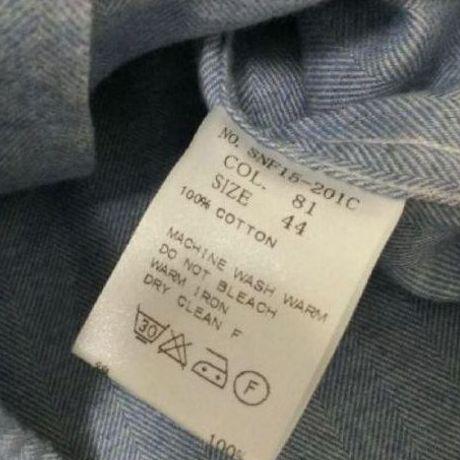 NO. SNF15-201C
COL. 81
SIZE 44
100% COTTON
MACHINE WASH WARM
DO NOT BLEACH
WARM IRON
DRY CLEAN F
30
F
100%